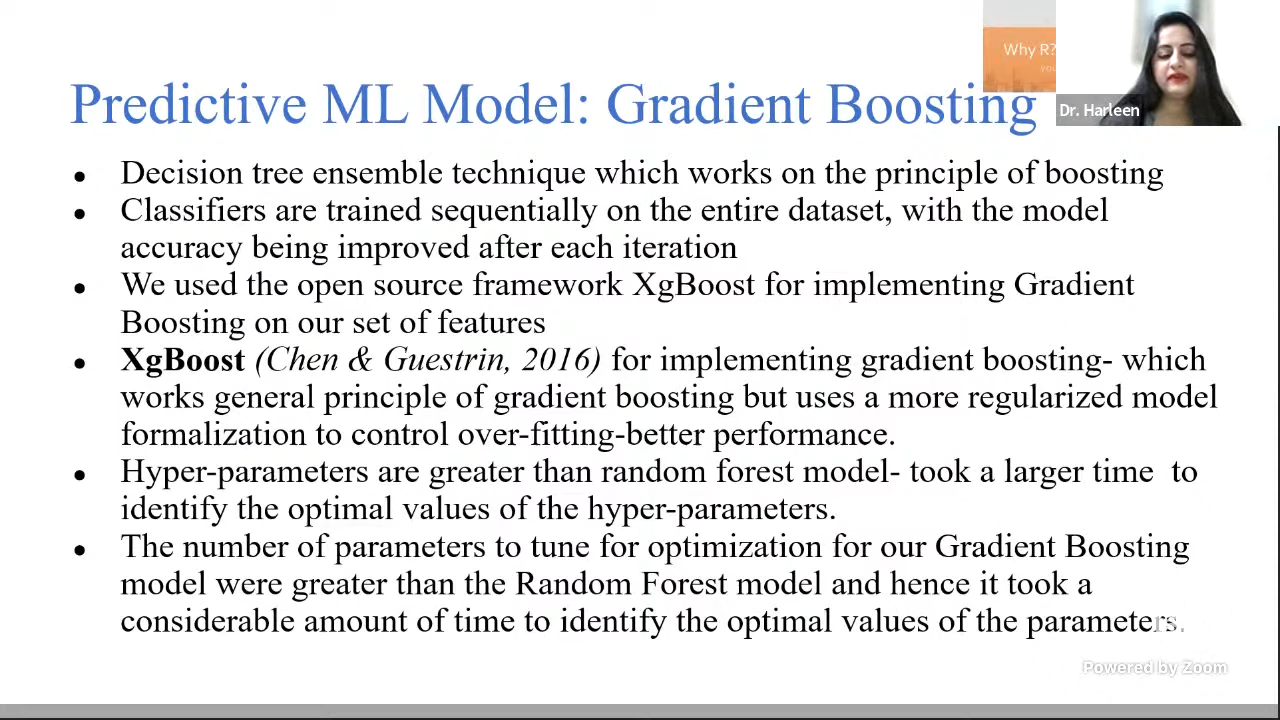 Why R?
Dr. Harleen
Predictive ML Model: Gradient Boosting
● Decision tree ensemble technique which works on the principle of boosting
● Classifiers are trained sequentially on the entire dataset, with the model
accuracy being improved after each iteration
● We used the open source framework XgBoost for implementing Gradient
Boosting on our set of features
● XgBoost (Chen & Guestrin, 2016) for implementing gradient boosting- which
works general principle of gradient boosting but uses a more regularized model
formalization to control over-fitting-better performance.
● Hyper-parameters are greater than random forest model- took a larger time to
identify the optimal values of the hyper-parameters.
● The number of parameters to tune for optimization for our Gradient Boosting
model were greater than the Random Forest model and hence it took a
considerable amount of time to identify the optimal values of the parameters.
Powered by Zoom